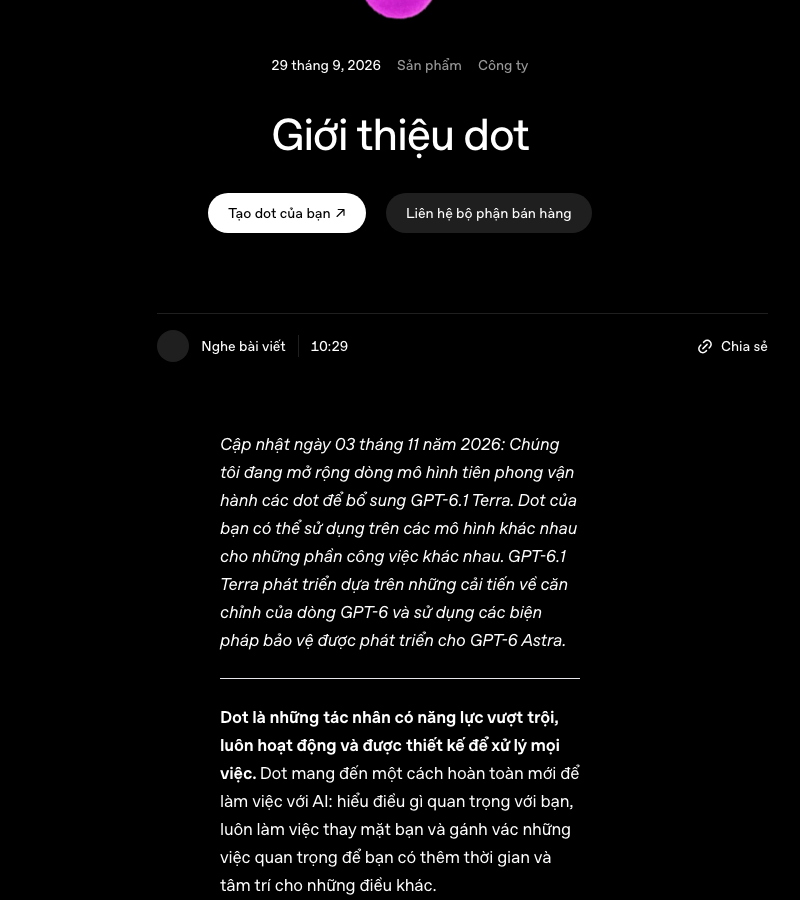 29 tháng 9, 2026 Sản phẩm Công ty
Giới thiệu dot
Tạo dot của bạn ↗ Liên hệ bộ phận bán hàng
Nghe bài viết 10:29 Chia sẻ
Cập nhật ngày 03 tháng 11 năm 2026: Chúng
tôi đang mở rộng dòng mô hình tiên phong vận
hành các dot để bổ sung GPT-6.1 Terra. Dot của
bạn có thể sử dụng trên các mô hình khác nhau
cho những phần công việc khác nhau. GPT-6.1
Terra phát triển dựa trên những cải tiến về căn
chỉnh của dòng GPT-6 và sử dụng các biện
pháp bảo vệ được phát triển cho GPT-6 Astra.
Dot là những tác nhân có năng lực vượt trội,
luôn hoạt động và được thiết kế để xử lý mọi
việc. Dot mang đến một cách hoàn toàn mới để
làm việc với AI: hiểu điều gì quan trọng với bạn,
luôn làm việc thay mặt bạn và gánh vác những
việc quan trọng để bạn có thêm thời gian và
tâm trí cho những điều khác.